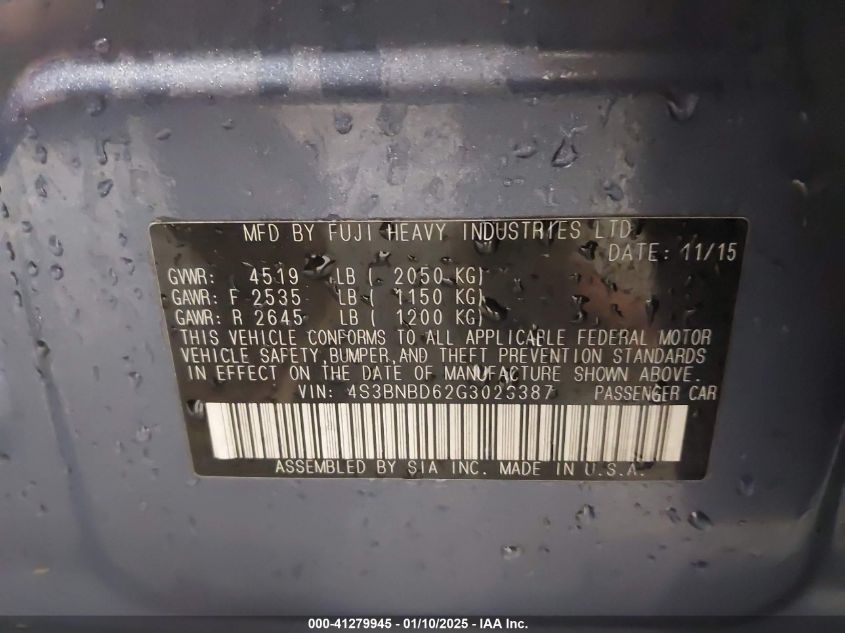 MFD BY FUJI HEAVY INDUSTRIES LTD.
DATE: 11/15
GVWR: 4519 LB ( 2050 KG)
GAWR: F 2535 LB ( 1150 KG)
GAWR: R 2645 LB ( 1200 KG)
THIS VEHICLE CONFORMS TO ALL APPLICABLE FEDERAL MOTOR
VEHICLE SAFETY,BUMPER,AND THEFT PREVENTION STANDARDS
IN EFFECT ON THE DATE OF MANUFACTURE SHOWN ABOVE.
VIN: 4S3BNBD62G3023387 PASSENGER CAR
ASSEMBLED BY SIA INC. MADE IN U.S.A.
000-41279945 - 01/10/2025 - IAA Inc.